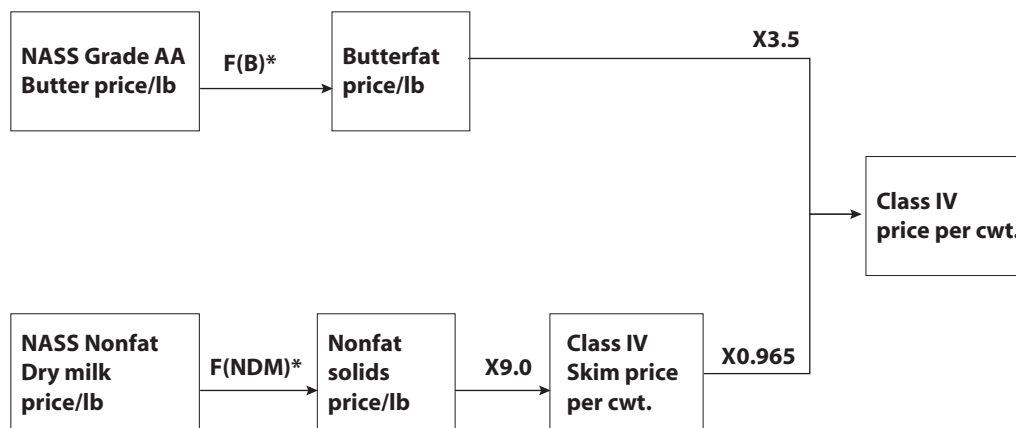 NASS Grade AA
Butter price/lb
F(B)*
Butterfat
price/lb
X3.5
Class IV
price per cwt.
NASS Nonfat
Dry milk
price/lb
F(NDM)*
Nonfat
solids
price/lb
X9.0
Class IV
Skim price
per cwt.
X0.965